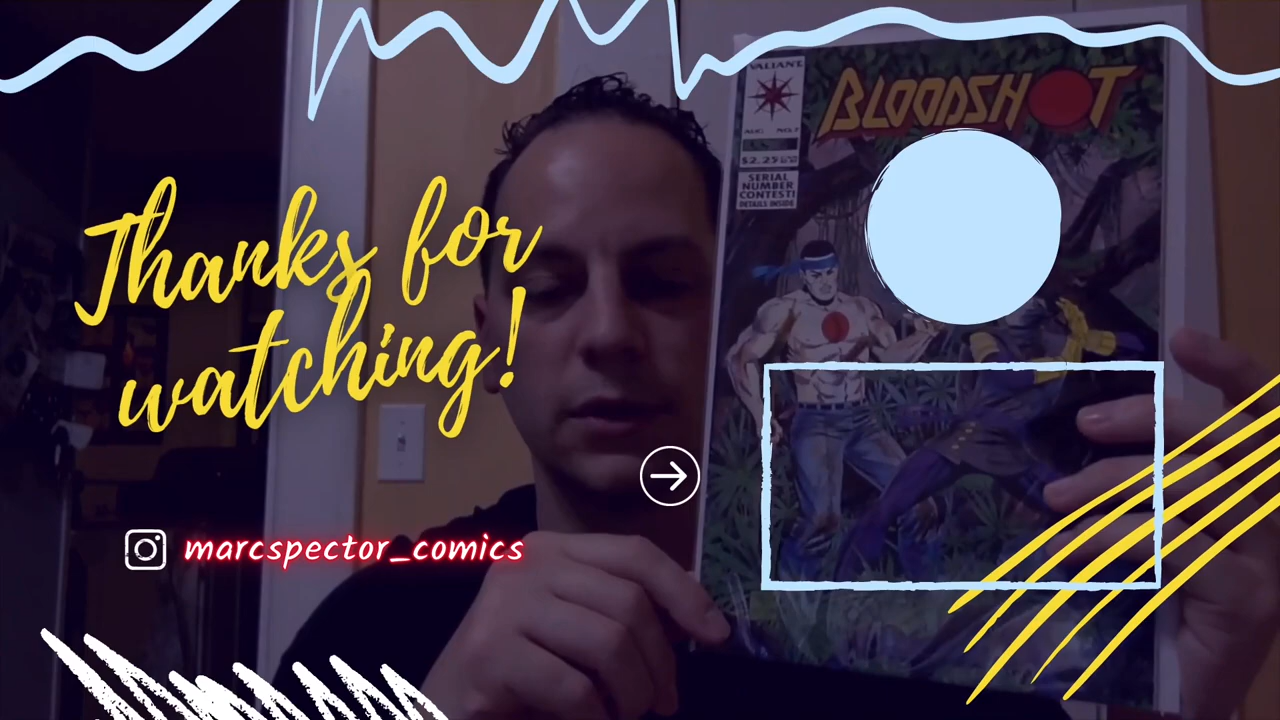 Thanks for
watching!
marcspector_comics
VALIANT
AUG NO.7
$2.25
SERIAL
NUMBER
CONTEST!
DETAILS INSIDE
BLOODSHOT